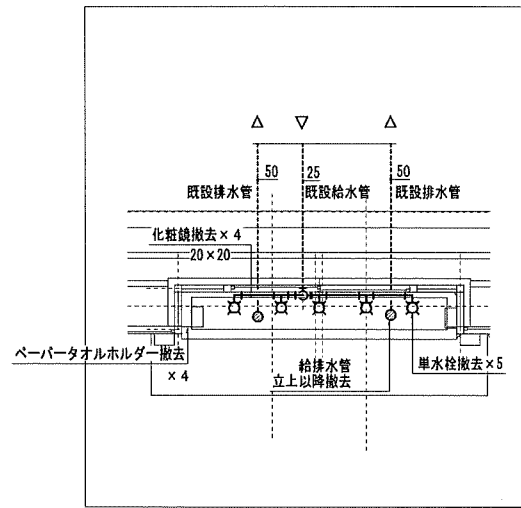 50
25
50
既設排水管
既設給水管
既設排水管
化粧鏡撤去×4
20×20
ペーパータオルホルダー撤去
×4
給排水管
立上以降撤去
単水栓撤去×5